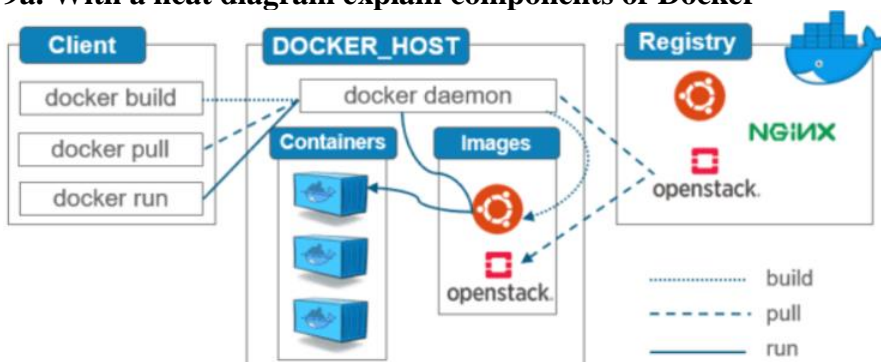 9a. With a neat diagram explain components of Docker
Client
docker build
docker pull
docker run
DOCKER_HOST
docker daemon
Containers
Images
openstack.
Registry
NGINX
openstack.
build
pull
run